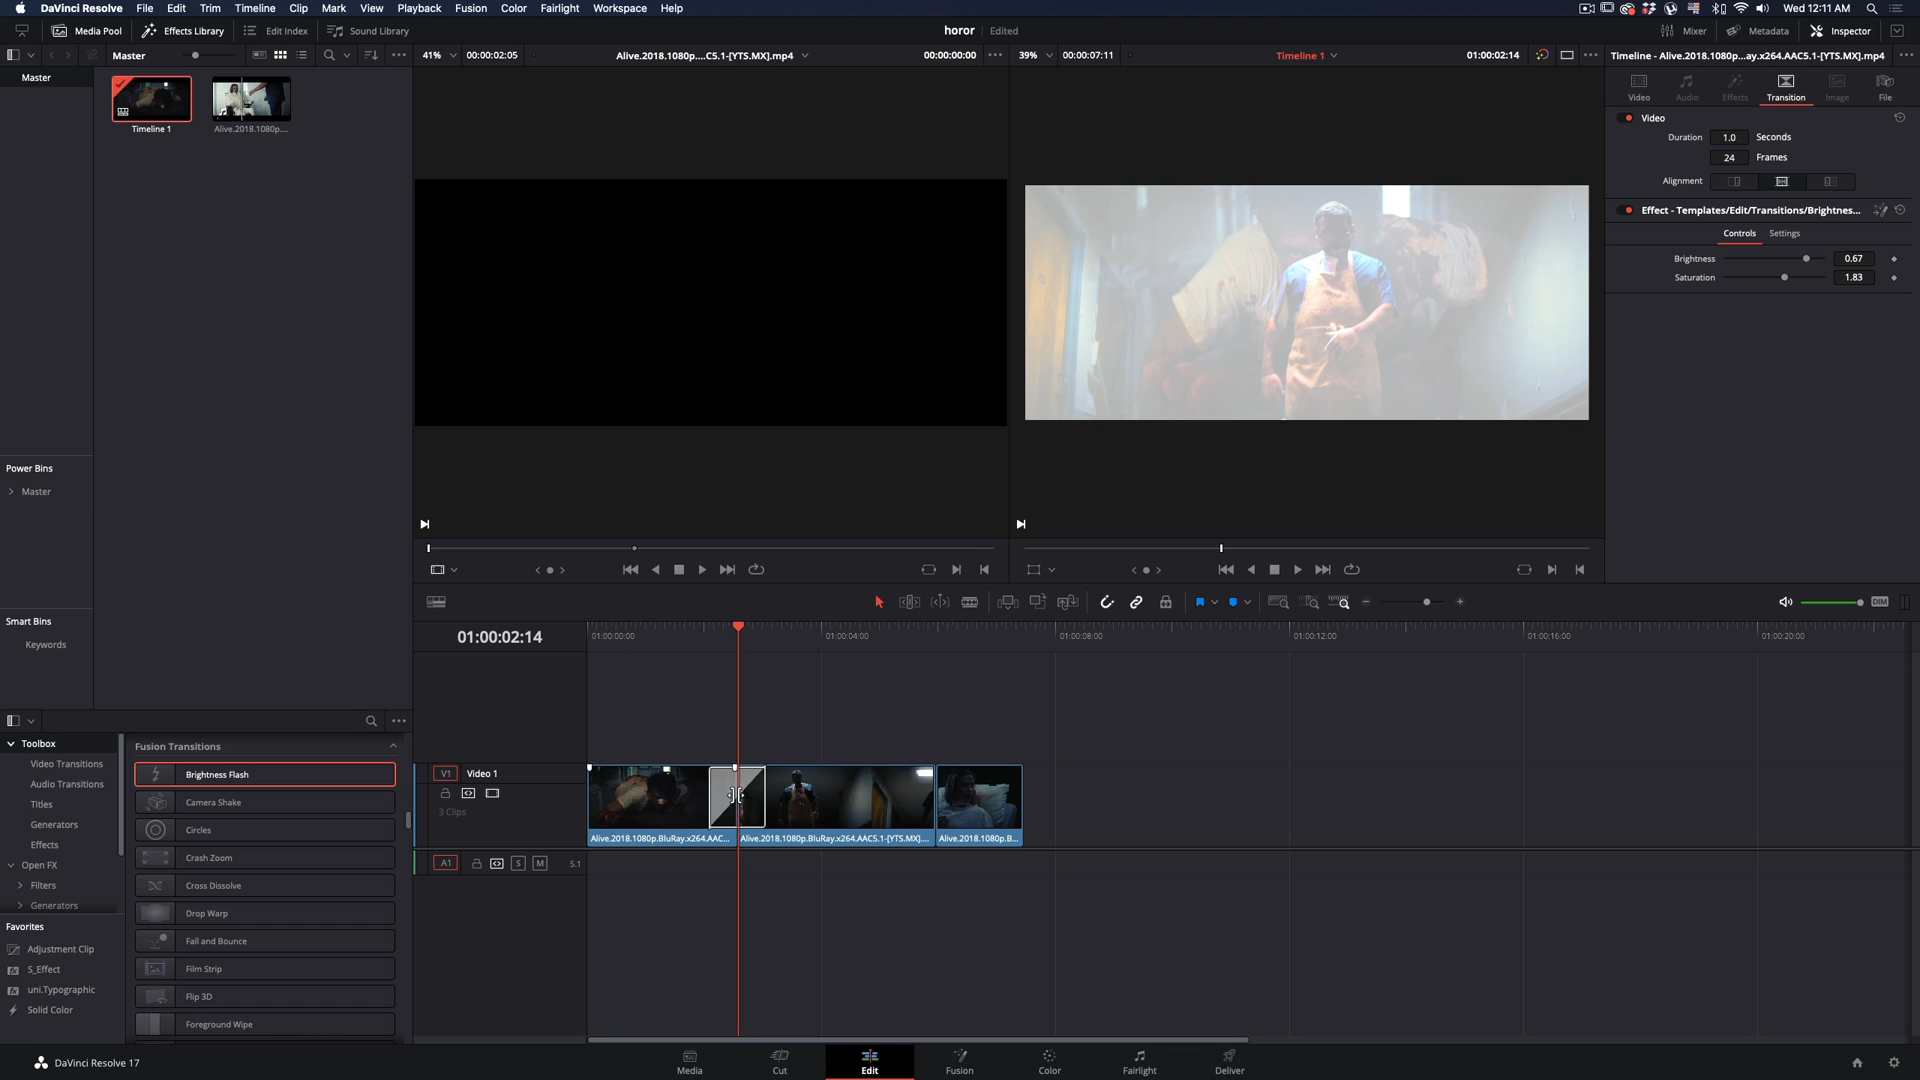 DaVinci Resolve File Edit Trim Timeline Clip Mark View Playback Fusion Color Fairlight Workspace Help Wed 12:11 AM
Media Pool Effects Library Edit Index Sound Library horor Edited Mixer Metadata Inspector
Master 41% 00:00:02:05 Alive.2018.1080p....C5.1-[YTS.MX].mp4 00:00:00:00 39% 00:00:07:11 Timeline 1 01:00:02:14 Timeline - Alive.2018.1080p...ay.x264.AAC5.1-[YTS.MX].mp4
Master
Video Audio Effects Transition Image File
Video
Timeline 1 Alive.2018.1080p....
Duration 1.0 Seconds
24 Frames
Alignment
Effect - Templates/Edit/Transitions/Brightnes...
Controls Settings
Brightness 0.67
Saturation 1.83
Power Bins
Master
Smart Bins
Keywords
DIM
01:00:02:14
01:00:00:00 01:00:04:00 01:00:08:00 01:00:12:00 01:00:16:00 01:00:20:00
Toolbox
Video Transitions
Audio Transitions
Titles
Generators
Effects
Open FX
Filters
Generators
Favorites
Adjustment Clip
S_Effect
uni.Typographic
Solid Color
Fusion Transitions
Brightness Flash
Camera Shake
Circles
Crash Zoom
Cross Dissolve
Drop Warp
Fall and Bounce
Film Strip
Flip 3D
Foreground Wipe
V1 Video 1
3 Clips
Alive.2018.1080p.BluRay.x264.AAC... Alive.2018.1080p.BluRay.x264.AAC5.1-[YTS.MX].... Alive.2018.1080p.B...
A1 S M 5.1
DaVinci Resolve 17
Media Cut Edit Fusion Color Fairlight Deliver